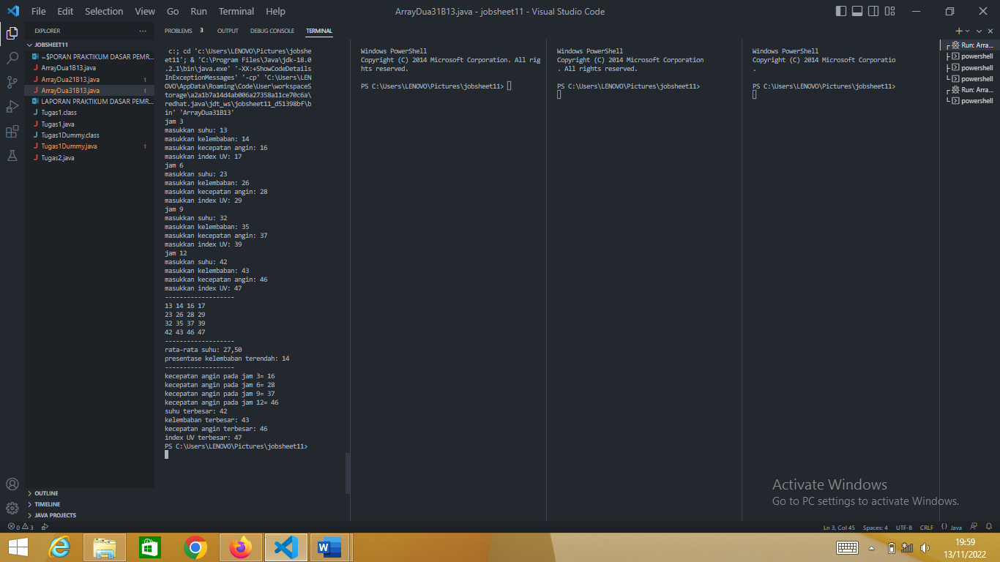 File Edit Selection View Go Run Terminal Help
ArrayDua31B13.java - jobsheet11 - Visual Studio Code
EXPLORER
JOBSHEET11
~$PORAN PRAKTIKUM DASAR PEMR...
ArrayDua1B13.java
ArrayDua21B13.java 1
ArrayDua31B13.java 1
LAPORAN PRAKTIKUM DASAR PEMR...
Tugas1.class
Tugas1.java
Tugas1Dummy.class
Tugas1Dummy.java 1
Tugas2.java
OUTLINE
TIMELINE
JAVA PROJECTS
PROBLEMS 3 OUTPUT DEBUG CONSOLE TERMINAL
c:; cd 'c:\Users\LENOVO\Pictures\jobshe
et11'; & 'C:\Program Files\Java\jdk-18.0
.2.1\bin\java.exe' '-XX:+ShowCodeDetails
InExceptionMessages' '-cp' 'C:\Users\LEN
OVO\AppData\Roaming\Code\User\workspaceS
torage\a2a1b7a14d4ab006a27358a11ce70c6a\
redhat.java\jdt_ws\jobsheet11_d51398bf\b
in' 'ArrayDua31B13'
jam 3
masukkan suhu: 13
masukkan kelembaban: 14
masukkan kecepatan angin: 16
masukkan index UV: 17
jam 6
masukkan suhu: 23
masukkan kelembaban: 26
masukkan kecepatan angin: 28
masukkan index UV: 29
jam 9
masukkan suhu: 32
masukkan kelembaban: 35
masukkan kecepatan angin: 37
masukkan index UV: 39
jam 12
masukkan suhu: 42
masukkan kelembaban: 43
masukkan kecepatan angin: 46
masukkan index UV: 47
-------------------
13 14 16 17
23 26 28 29
32 35 37 39
42 43 46 47
-------------------
rata-rata suhu: 27,50
presentase kelembaban terendah: 14
-------------------
kecepatan angin pada jam 3= 16
kecepatan angin pada jam 6= 28
kecepatan angin pada jam 9= 37
kecepatan angin pada jam 12= 46
suhu terbesar: 42
kelembaban terbesar: 43
kecepatan angin terbesar: 46
index UV terbesar: 47
PS C:\Users\LENOVO\Pictures\jobsheet11>
Windows PowerShell
Copyright (C) 2014 Microsoft Corporation. All rig
hts reserved.
PS C:\Users\LENOVO\Pictures\jobsheet11>
Windows PowerShell
Copyright (C) 2014 Microsoft Corporation
. All rights reserved.
PS C:\Users\LENOVO\Pictures\jobsheet11>
Windows PowerShell
Copyright (C) 2014 Microsoft Corporatio
.
PS C:\Users\LENOVO\Pictures\jobsheet11>
Run: Arra...
powershell
powershell
powershell
Run: Arra...
powershell
Activate Windows
Go to PC settings to activate Windows.
0 3
Ln 3, Col 45 Spaces: 4 UTF-8 CRLF {} Java
19:59
13/11/2022